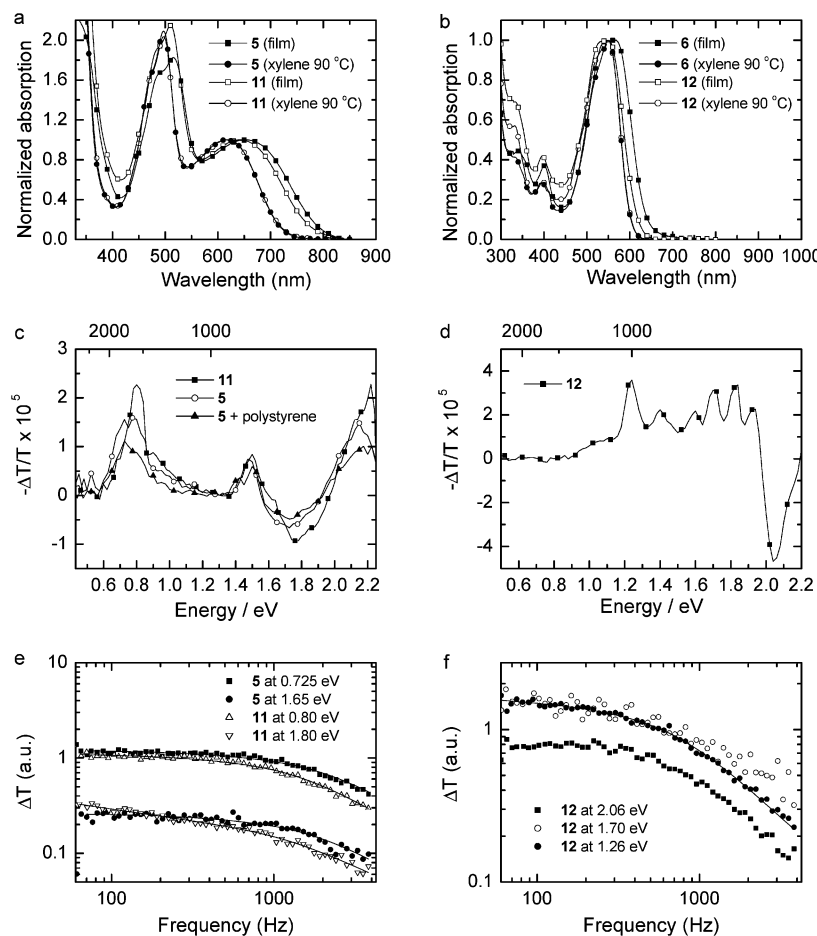 a
2.0
1.6
1.2
0.8
0.4
0.0
Normalized absorption
5 (film)
5 (xylene 90 °C)
11 (film)
11 (xylene 90 °C)
400 500 600 700 800 900
Wavelength (nm)
b
1.0
0.8
0.6
0.4
0.2
0.0
Normalized absorption
6 (film)
6 (xylene 90 °C)
12 (film)
12 (xylene 90 °C)
300 400 500 600 700 800 900 1000
Wavelength (nm)
c
2000 1000
3
2
1
0
-1
-ΔT/T x 10⁵
11
5
5 + polystyrene
0.6 0.8 1.0 1.2 1.4 1.6 1.8 2.0 2.2
Energy / eV
d
2000 1000
6
4
2
0
-2
-4
-ΔT/T x 10⁵
12
0.6 0.8 1.0 1.2 1.4 1.6 1.8 2.0 2.2
Energy / eV
e
10
1
0.1
ΔT (a.u.)
5 at 0.725 eV
5 at 1.65 eV
11 at 0.80 eV
11 at 1.80 eV
100 1000
Frequency (Hz)
f
1
0.1
ΔT (a.u.)
12 at 2.06 eV
12 at 1.70 eV
12 at 1.26 eV
100 1000
Frequency (Hz)